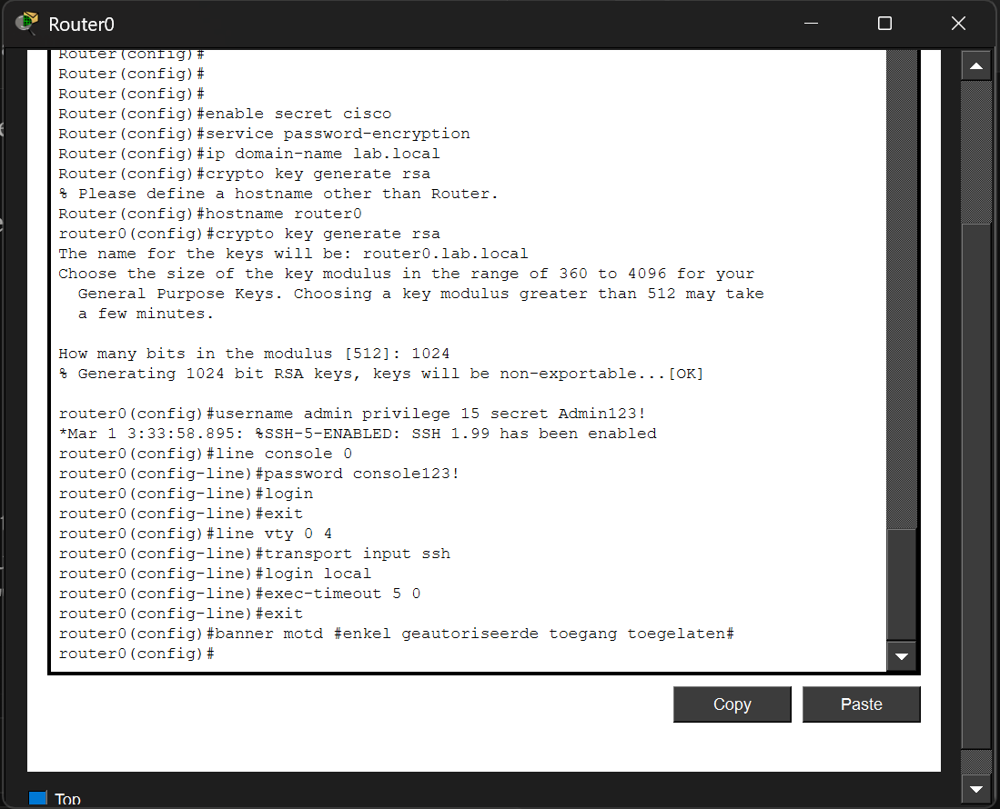 Router0
Router(config)#
Router(config)#
Router(config)#
Router(config)#enable secret cisco
Router(config)#service password-encryption
Router(config)#ip domain-name lab.local
Router(config)#crypto key generate rsa
% Please define a hostname other than Router.
Router(config)#hostname router0
router0(config)#crypto key generate rsa
The name for the keys will be: router0.lab.local
Choose the size of the key modulus in the range of 360 to 4096 for your
  General Purpose Keys. Choosing a key modulus greater than 512 may take
  a few minutes.
How many bits in the modulus [512]: 1024
% Generating 1024 bit RSA keys, keys will be non-exportable...[OK]
router0(config)#username admin privilege 15 secret Admin123!
*Mar 1 3:33:58.895: %SSH-5-ENABLED: SSH 1.99 has been enabled
router0(config)#line console 0
router0(config-line)#password console123!
router0(config-line)#login
router0(config-line)#exit
router0(config)#line vty 0 4
router0(config-line)#transport input ssh
router0(config-line)#login local
router0(config-line)#exec-timeout 5 0
router0(config-line)#exit
router0(config)#banner motd #enkel geautoriseerde toegang toegelaten#
router0(config)#
Copy
Paste
Top